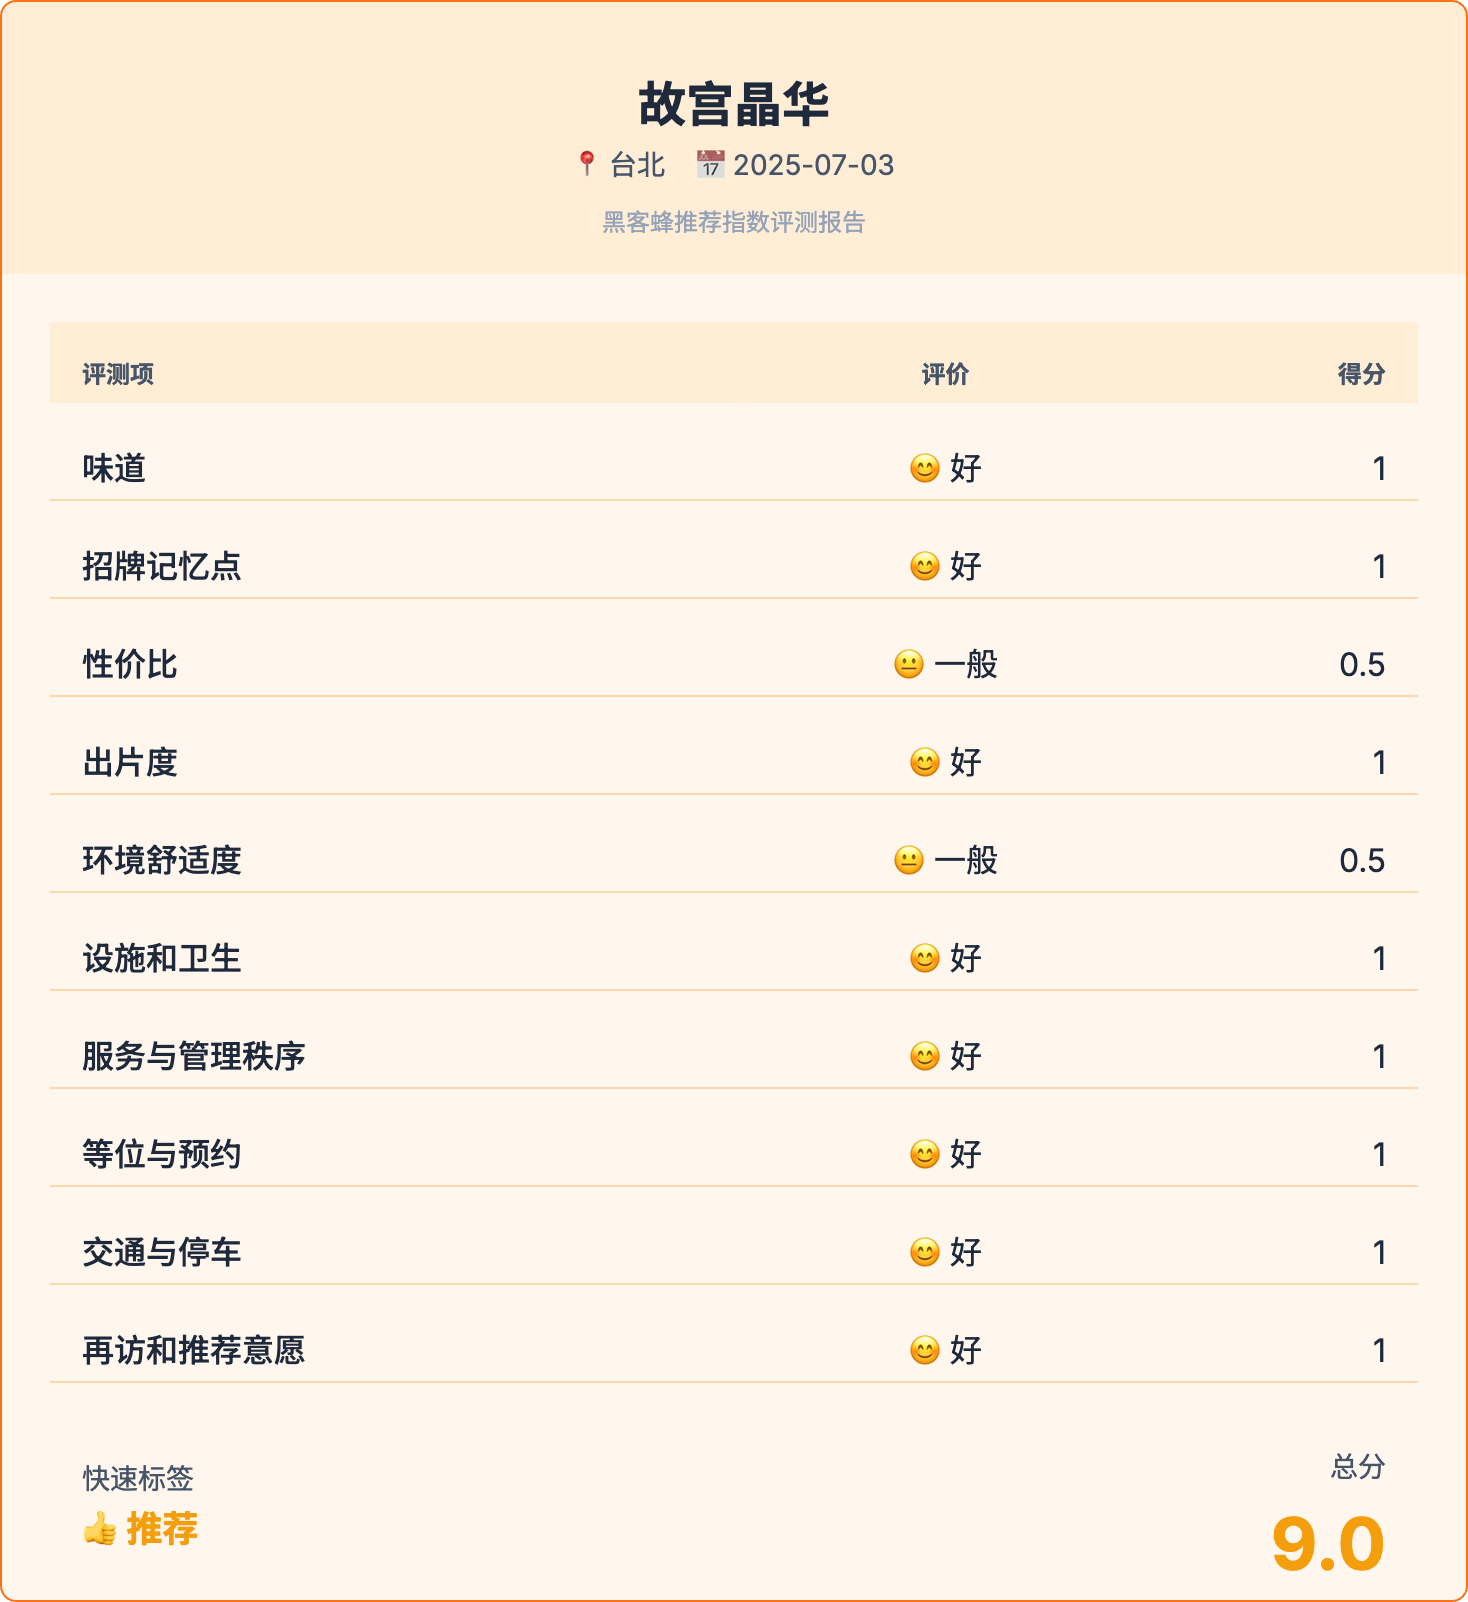 故宫晶华
📍 台北 📅 2025-07-03
黑客蜂推荐指数评测报告
评测项 评价 得分
味道 😊 好 1
招牌记忆点 😊 好 1
性价比 😐 一般 0.5
出片度 😊 好 1
环境舒适度 😐 一般 0.5
设施和卫生 😊 好 1
服务与管理秩序 😊 好 1
等位与预约 😊 好 1
交通与停车 😊 好 1
再访和推荐意愿 😊 好 1
快速标签 总分
👍 推荐 9.0